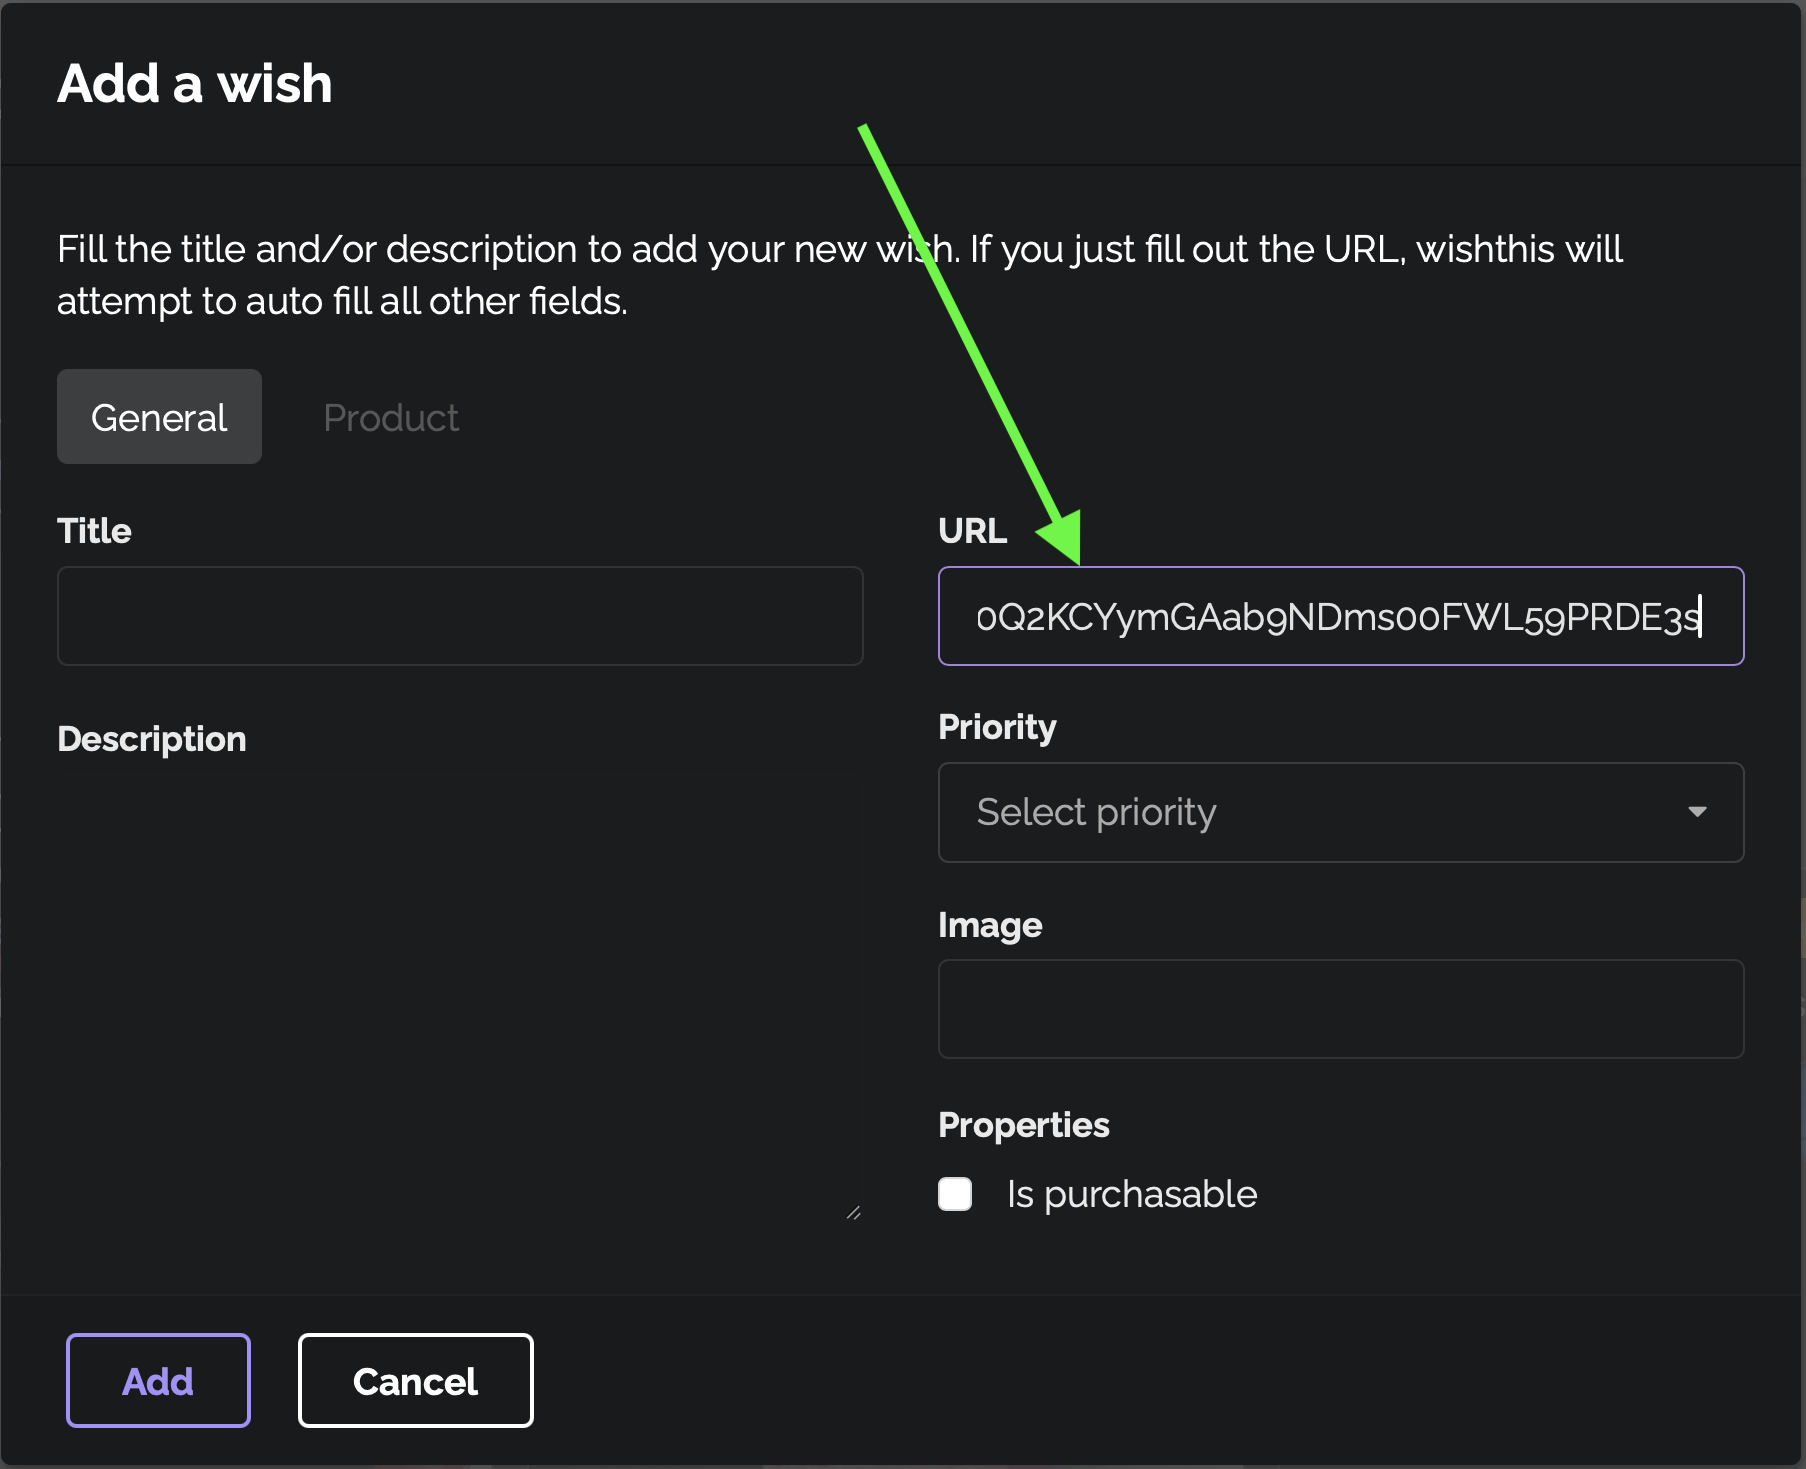 Add a wish
Fill the title and/or description to add your new wish. If you just fill out the URL, wishthis will
attempt to auto fill all other fields.
General
Product
Title
URL
0Q2KCYymGAab9NDms00FWL59PRDE3s
Description
Priority
Select priority
Image
Properties
Is purchasable
Add
Cancel